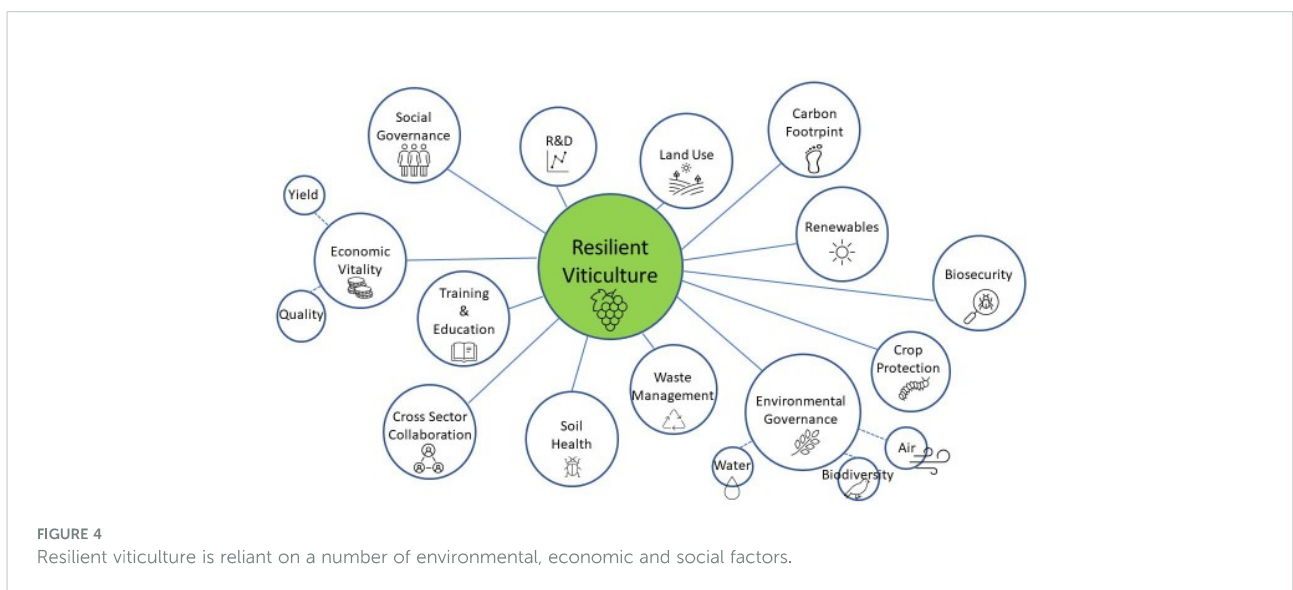 Social
Governance
R&D
Land Use
Carbon
Footrpint
Yield
Economic
Vitality
Quality
Training
&
Education
Resilient
Viticulture
Renewables
Biosecurity
Crop
Protection
Cross Sector
Collaboration
Soil
Health
Waste
Management
Environmental
Governance
Water
Biodiversity
Air
FIGURE 4
Resilient viticulture is reliant on a number of environmental, economic and social factors.